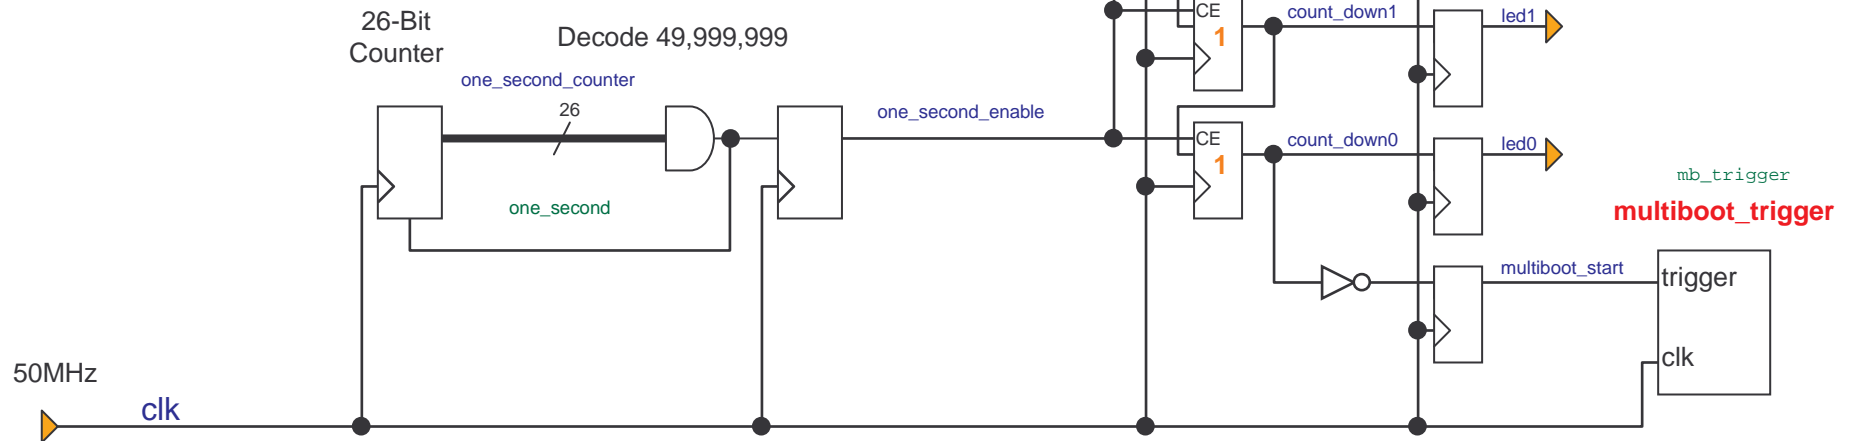 26-Bit
Counter
Decode 49,999,999
one_second_counter
26
one_second
one_second_enable
CE
1
count_down1
led1
CE
1
count_down0
led0
mb_trigger
multiboot_trigger
multiboot_start
trigger
clk
50MHz
clk